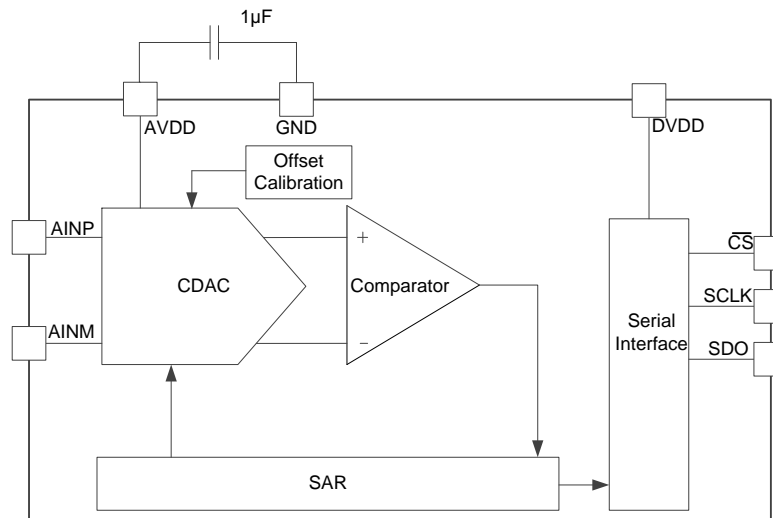 1µF
AVDD
GND
DVDD
Offset
Calibration
AINP
CS
+
CDAC
Comparator
SCLK
Serial
Interface
AINM
−
SDO
SAR